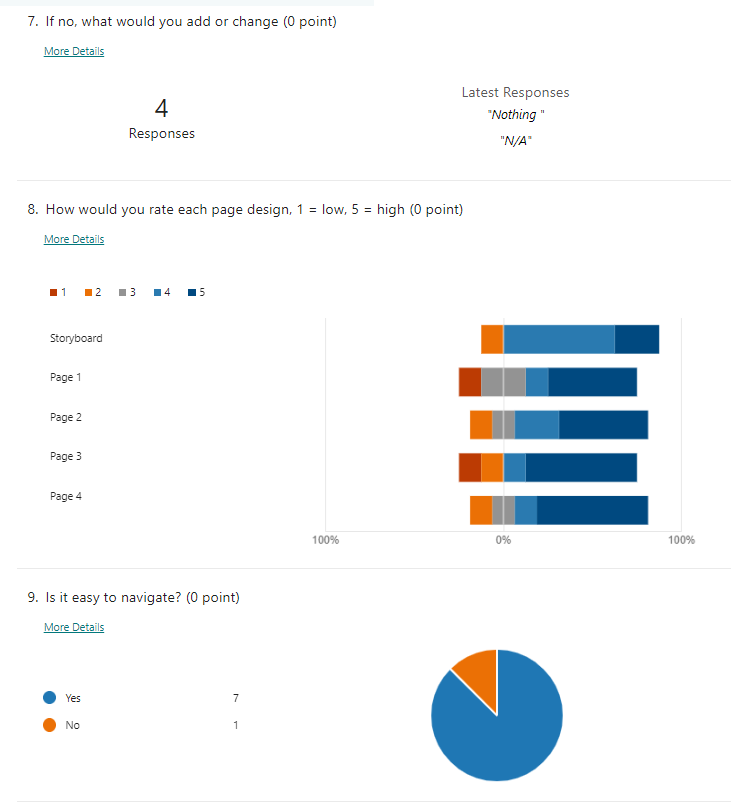 7. If no, what would you add or change (0 point)
More Details
4
Responses
Latest Responses
"Nothing "
"N/A"
8. How would you rate each page design, 1 = low, 5 = high (0 point)
More Details
1 2 3 4 5
Storyboard
Page 1
Page 2
Page 3
Page 4
100% 0% 100%
9. Is it easy to navigate? (0 point)
More Details
Yes 7
No 1